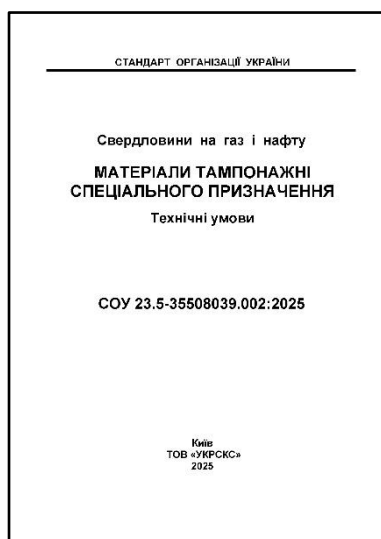 СТАНДАРТ ОРГАНІЗАЦІЇ УКРАЇНИ
Свердловини на газ і нафту
МАТЕРІАЛИ ТАМПОНАЖНІ
СПЕЦІАЛЬНОГО ПРИЗНАЧЕННЯ
Технічні умови
СОУ 23.5-35508039.002:2025
Київ
ТОВ «УКРСКС»
2025